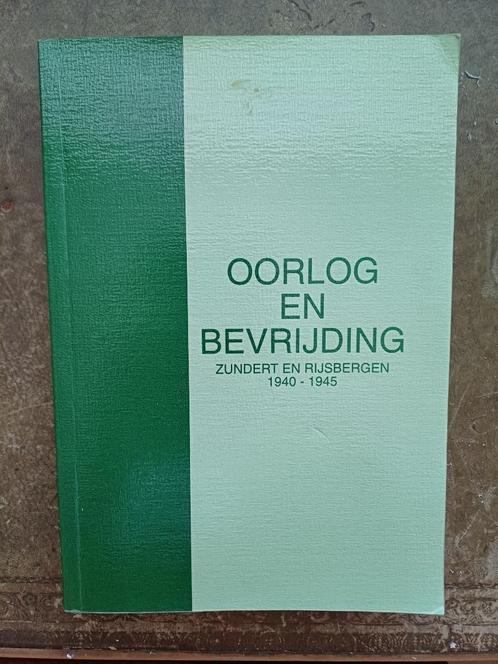 OORLOG
EN
BEVRIJDING
ZUNDERT EN RIJSBERGEN
1940 - 1945